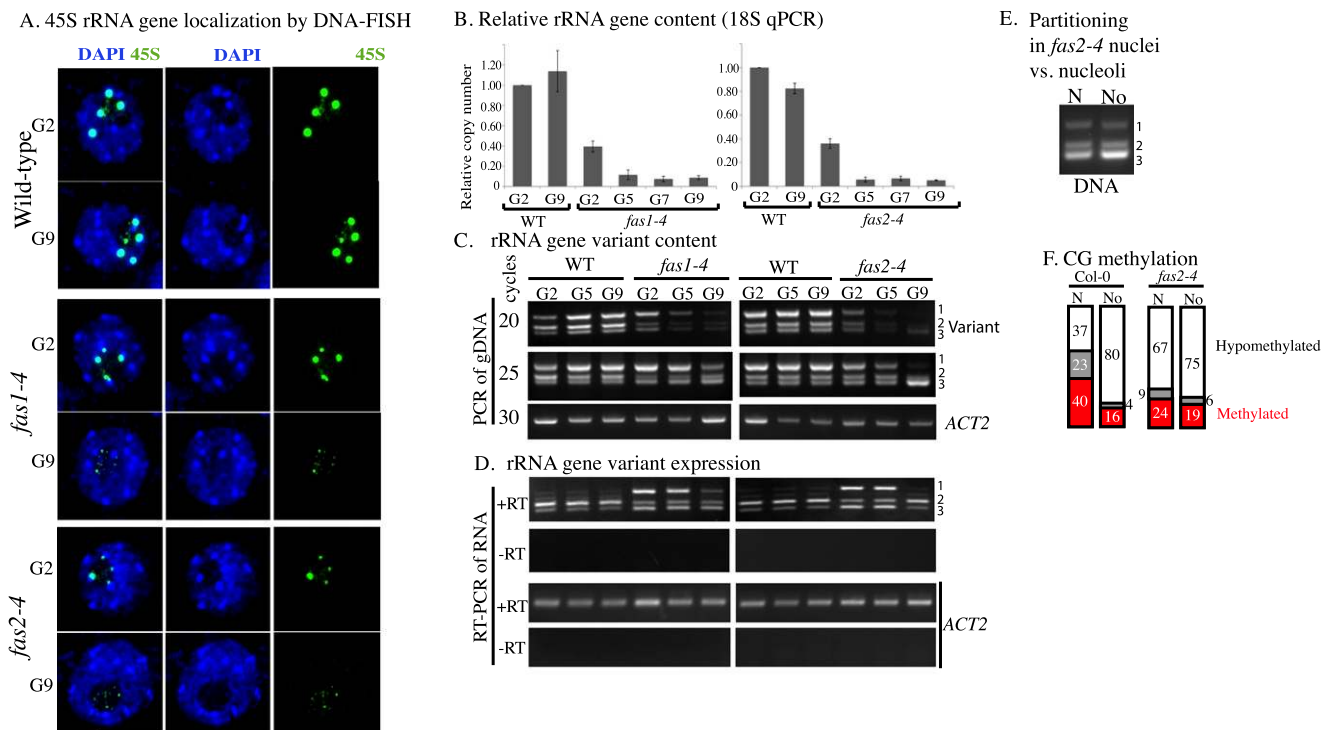 A. 45S rRNA gene localization by DNA-FISH
DAPI 45S DAPI 45S
Wild-type
G2
G9
fas1-4
G2
G9
fas2-4
G2
G9
B. Relative rRNA gene content (18S qPCR)
Relative copy number
1.20
1.00
0.80
0.60
0.40
0.20
0
G2 G9 G2 G5 G7 G9
WT fas1-4
1.00
0.80
0.60
0.40
0.20
0
G2 G9 G2 G5 G7 G9
WT fas2-4
C. rRNA gene variant content
cycles
WT fas1-4 WT fas2-4
G2 G5 G9 G2 G5 G9 G2 G5 G9 G2 G5 G9
PCR of gDNA
20
1
2
3
Variant
25
1
2
3
30
ACT2
D. rRNA gene variant expression
RT-PCR of RNA
+RT
1
2
3
-RT
+RT
-RT
ACT2
E. Partitioning
in fas2-4 nuclei
vs. nucleoli
N No
1
2
3
DNA
F. CG methylation
Col-0 fas2-4
N No N No
37 80 67 75
23 4 9 6
40 16 24 19
Hypomethylated
Methylated